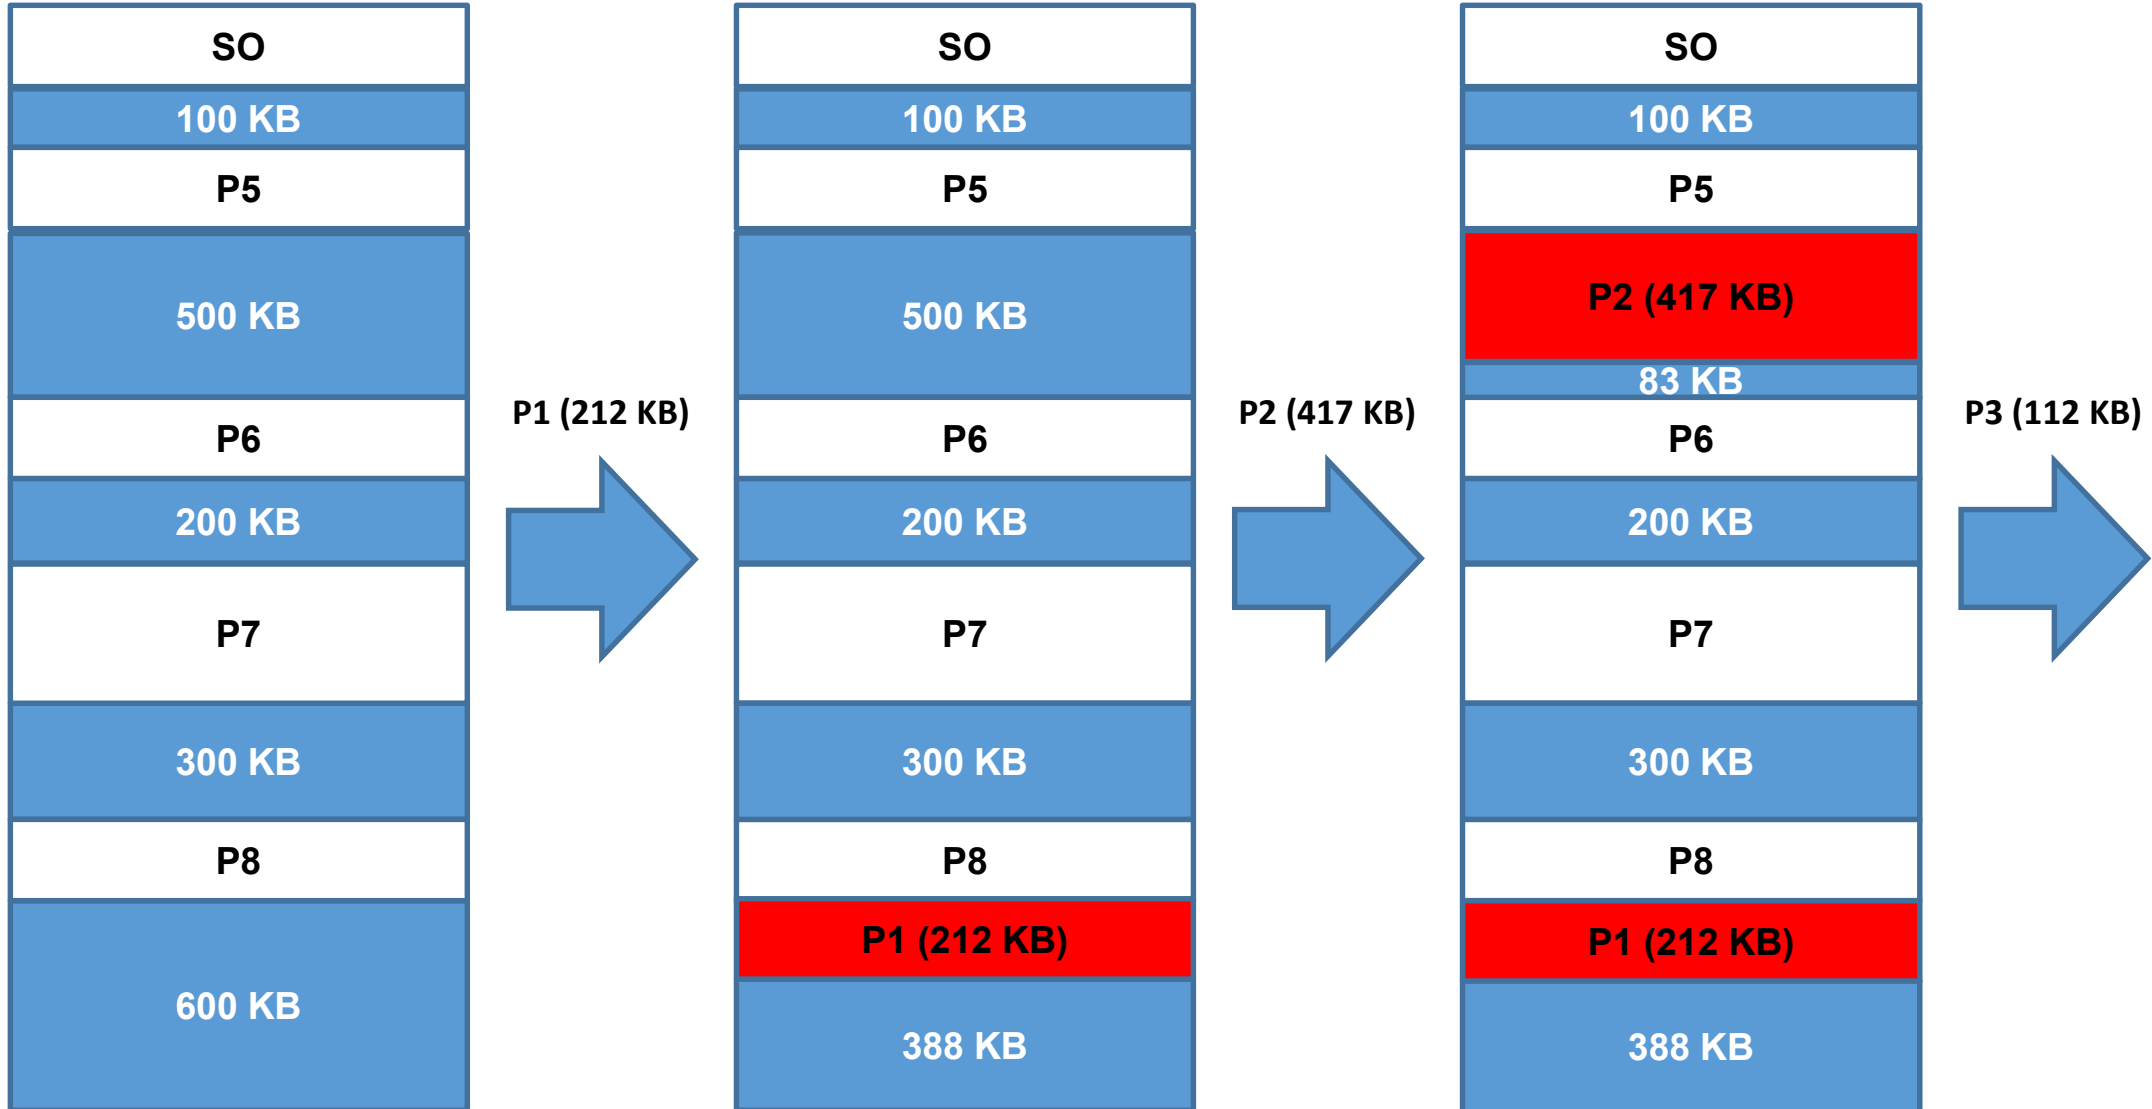 SO
100 KB
P5
500 KB
P6
200 KB
P7
300 KB
P8
600 KB
P1 (212 KB)
SO
100 KB
P5
500 KB
P6
200 KB
P7
300 KB
P8
P1 (212 KB)
388 KB
P2 (417 KB)
SO
100 KB
P5
P2 (417 KB)
83 KB
P6
200 KB
P7
300 KB
P8
P1 (212 KB)
388 KB
P3 (112 KB)